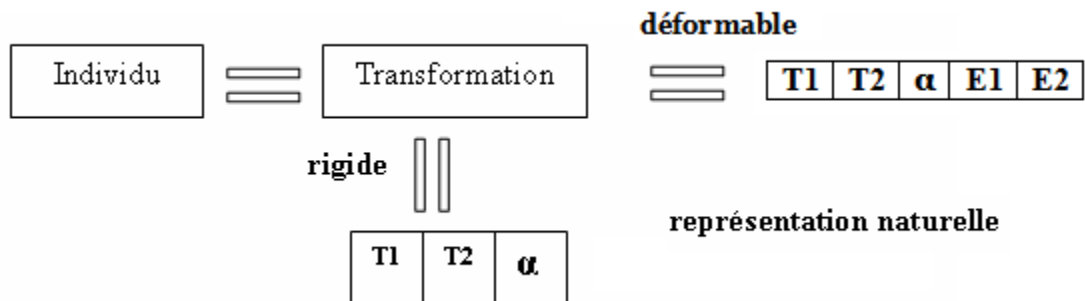 déformable
Individu
Transformation
T1 T2 α E1 E2
rigide
représentation naturelle
T1 T2 α